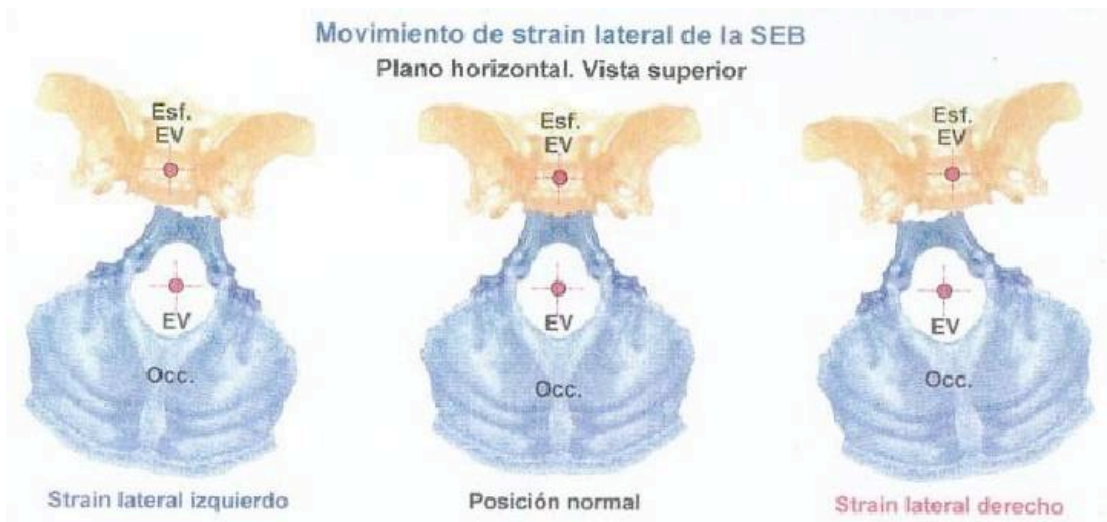 Movimiento de strain lateral de la SEB
Plano horizontal. Vista superior
Esf.
EV
EV
Occ.
Strain lateral izquierdo
Esf.
EV
EV
Occ.
Posición normal
Esf.
EV
EV
Occ.
Strain lateral derecho